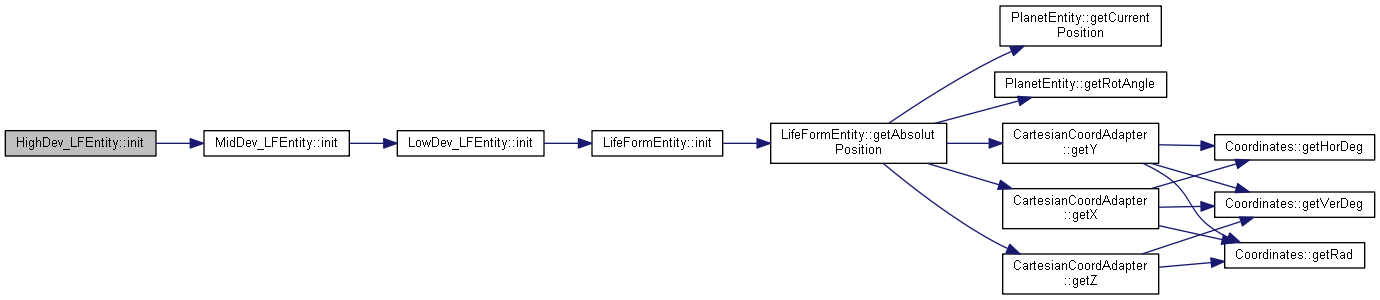 HighDev_LFEntity::init
MidDev_LFEntity::init
LowDev_LFEntity::init
LifeFormEntity::init
LifeFormEntity::getAbsolut
Position
PlanetEntity::getCurrent
Position
PlanetEntity::getRotAngle
CartesianCoordAdapter
::getY
CartesianCoordAdapter
::getX
CartesianCoordAdapter
::getZ
Coordinates::getHorDeg
Coordinates::getVerDeg
Coordinates::getRad